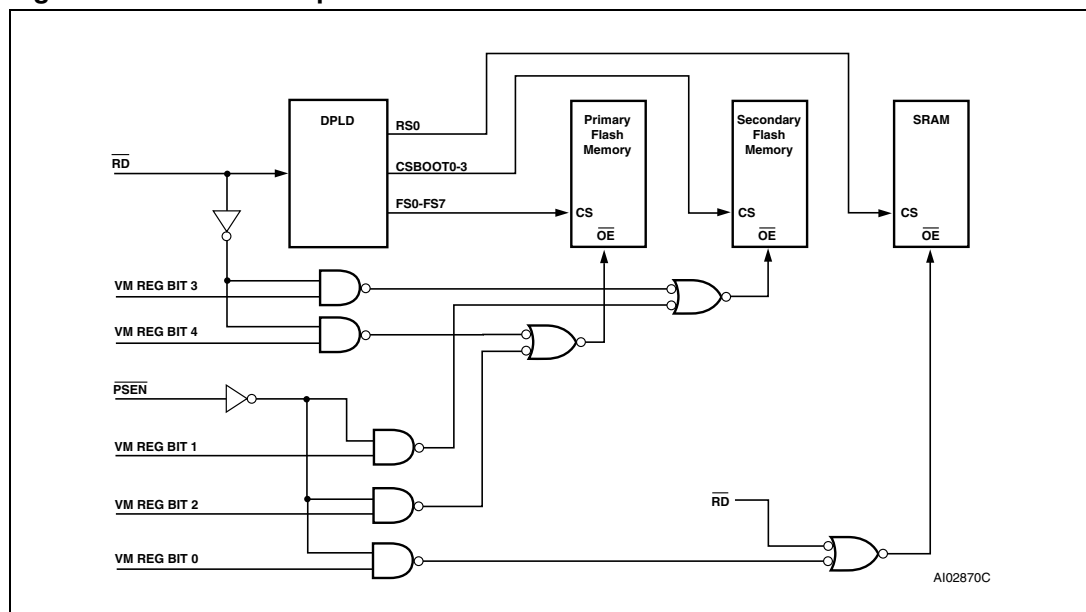 DPLD
RS0
CSBOOT0-3
FS0-FS7
Primary
Flash
Memory
CS
OE
Secondary
Flash
Memory
CS
OE
SRAM
CS
OE
RD
VM REG BIT 3
VM REG BIT 4
PSEN
VM REG BIT 1
VM REG BIT 2
VM REG BIT 0
RD
AI02870C